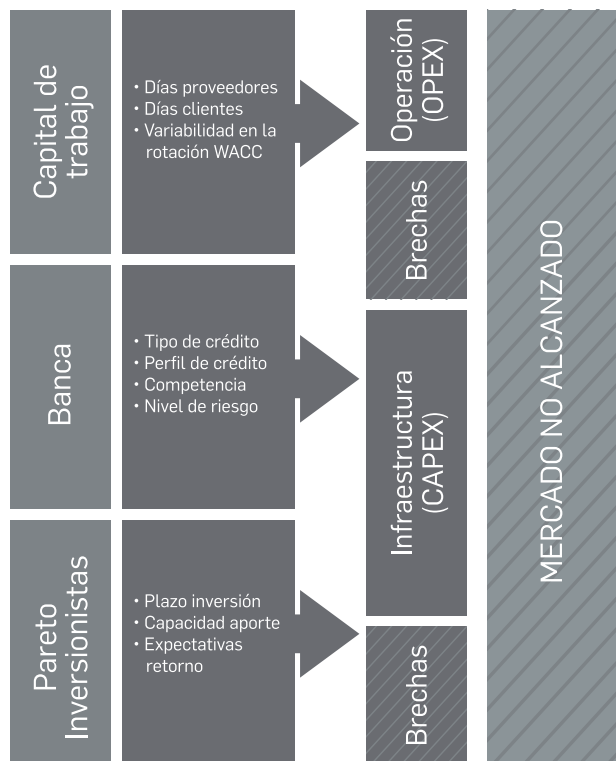 Capital de
trabajo
• Días proveedores
• Días clientes
• Variabilidad en la
rotación WACC
Operación
(OPEX)
Brechas
Banca
• Tipo de crédito
• Perfil de crédito
• Competencia
• Nivel de riesgo
Infraestructura
(CAPEX)
Pareto
Inversionistas
• Plazo inversión
• Capacidad aporte
• Expectativas
retorno
Brechas
MERCADO NO ALCANZADO